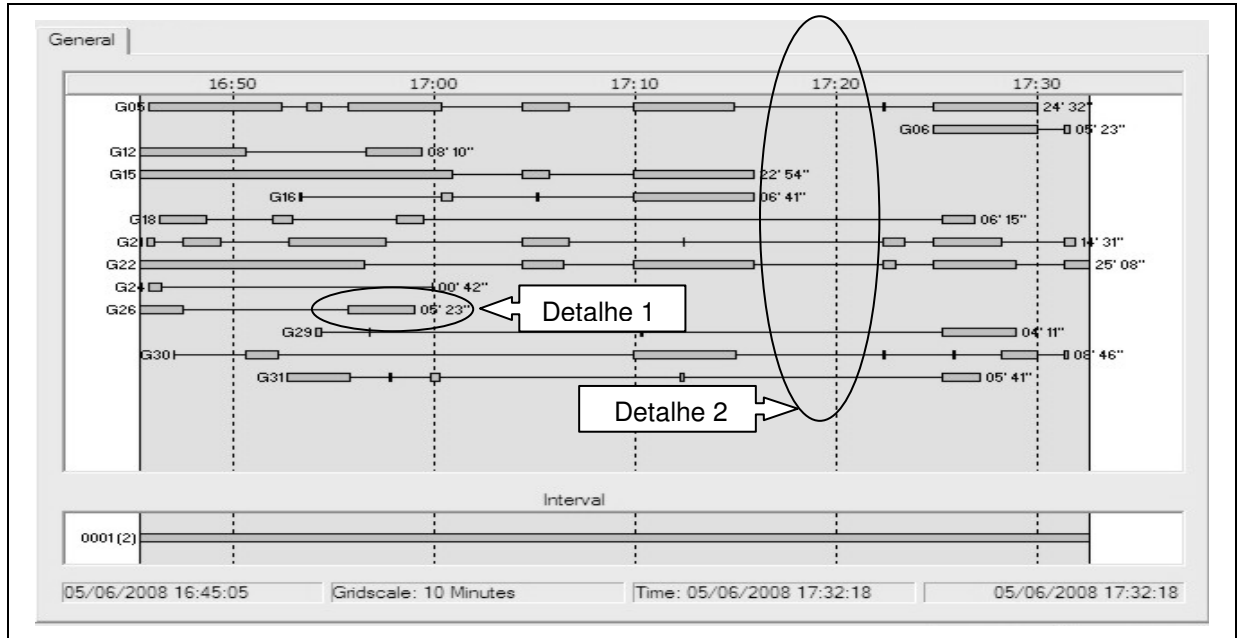 General
16:50 17:00 17:10 17:20 17:30
G05 24' 32"
G06 05' 23"
G12 08' 10"
G15 22' 54"
G16 06' 41"
G18 06' 15"
G21 14' 31"
G22 25' 08"
G24 00' 42"
G26 05' 23"
Detalhe 1
G29 04' 11"
G30 08' 46"
G31 05' 41"
Detalhe 2
Interval
0001(2)
05/06/2008 16:45:05 Gridscale: 10 Minutes Time: 05/06/2008 17:32:18 05/06/2008 17:32:18